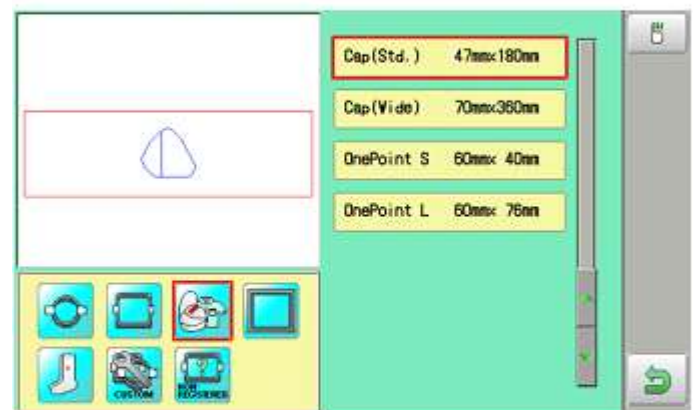 Cap(Std.) 47mm×180mm
Cap(Wide) 70mm×360mm
OnePoint S 60mm× 40mm
OnePoint L 60mm× 76mm
CUSTOM
NON
REGISTERED